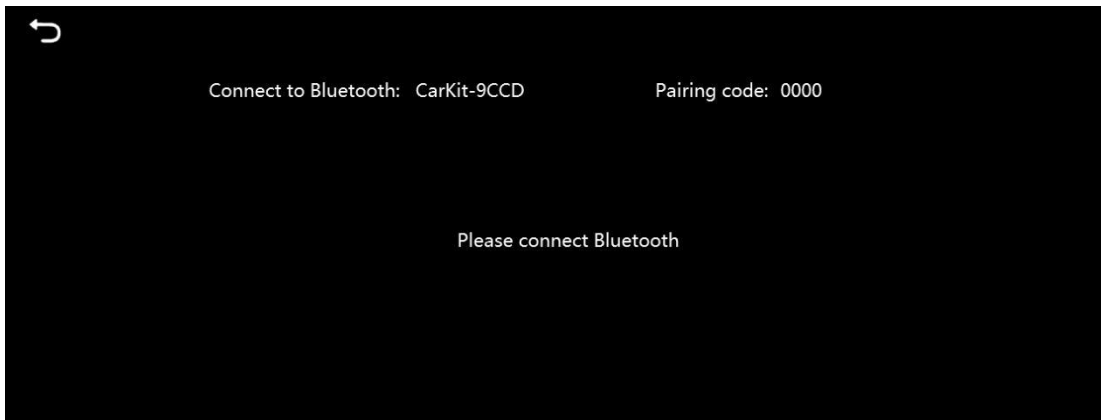 Connect to Bluetooth: CarKit-9CCD Pairing code: 0000
Please connect Bluetooth